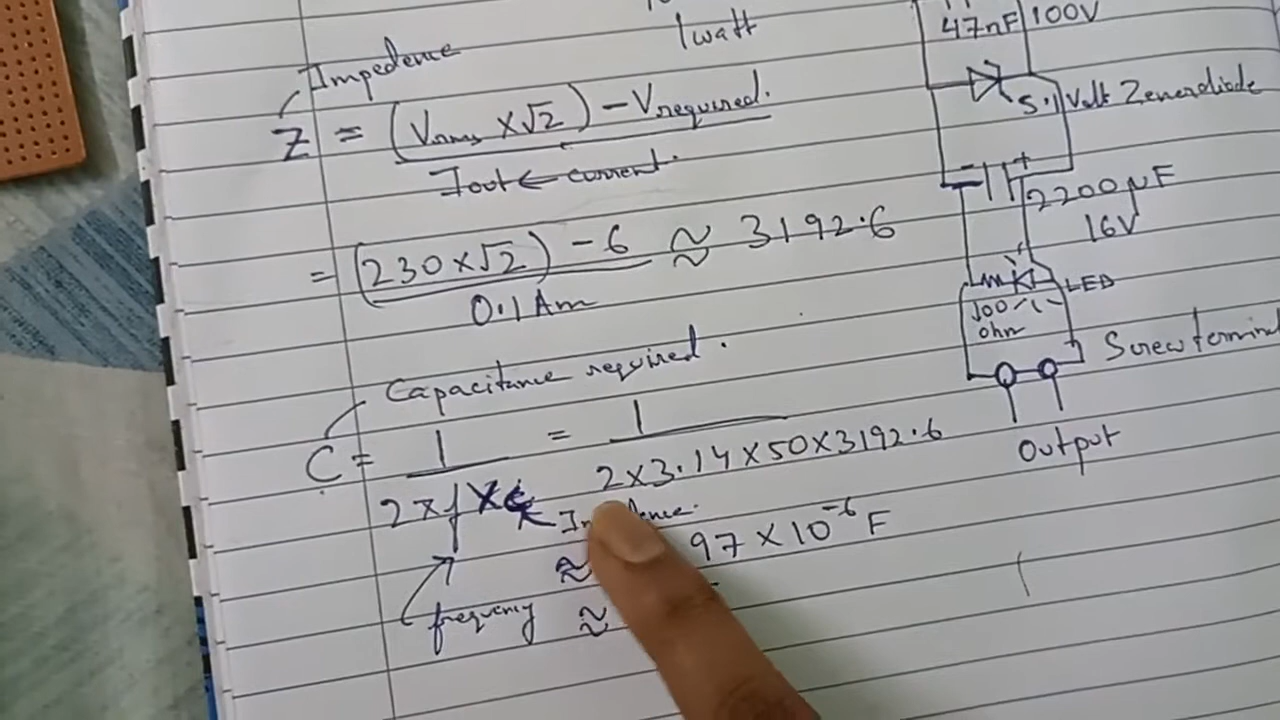 1watt
Impedence
Z = (Vrms × √2) – Vrequired.
Iout ← current.
= (230×√2) – 6 ≈ 3192.6
0.1 Am
Capacitance required.
C = 1 = 1
2 × f × 2×3.14×50×3192.6
≈ 97 × 10⁻⁶ F
frequency ≈
47nF 100V
5.1 Volt Zenerdiode
– +
2200μF
16V
LED
100
ohm
Screw termin
Output